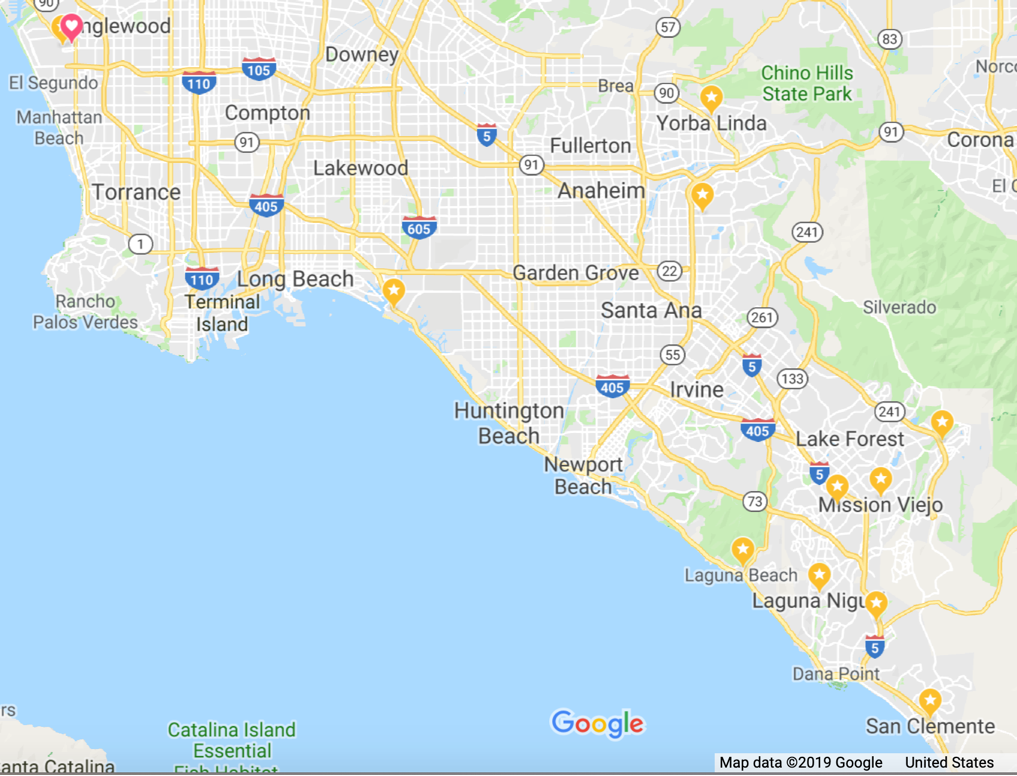 90
nglewood
57
83
Downey
105
110
El Segundo
Chino Hills
State Park
Norco
Brea
90
Manhattan
Beach
Compton
Yorba Linda
5
91
91
Corona
Fullerton
91
Lakewood
Torrance
Anaheim
El C
405
605
241
1
110
Long Beach
Garden Grove
22
Rancho
Palos Verdes
Terminal
Island
Santa Ana
261
Silverado
55
5
133
405
Irvine
Huntington
Beach
241
405
Lake Forest
Newport
Beach
5
73
Mission Viejo
Laguna Beach
Laguna Nigu
5
Dana Point
rs
Catalina Island
Essential
Fish Habitat
Google
San Clemente
anta Catalina
Map data ©2019 Google United States